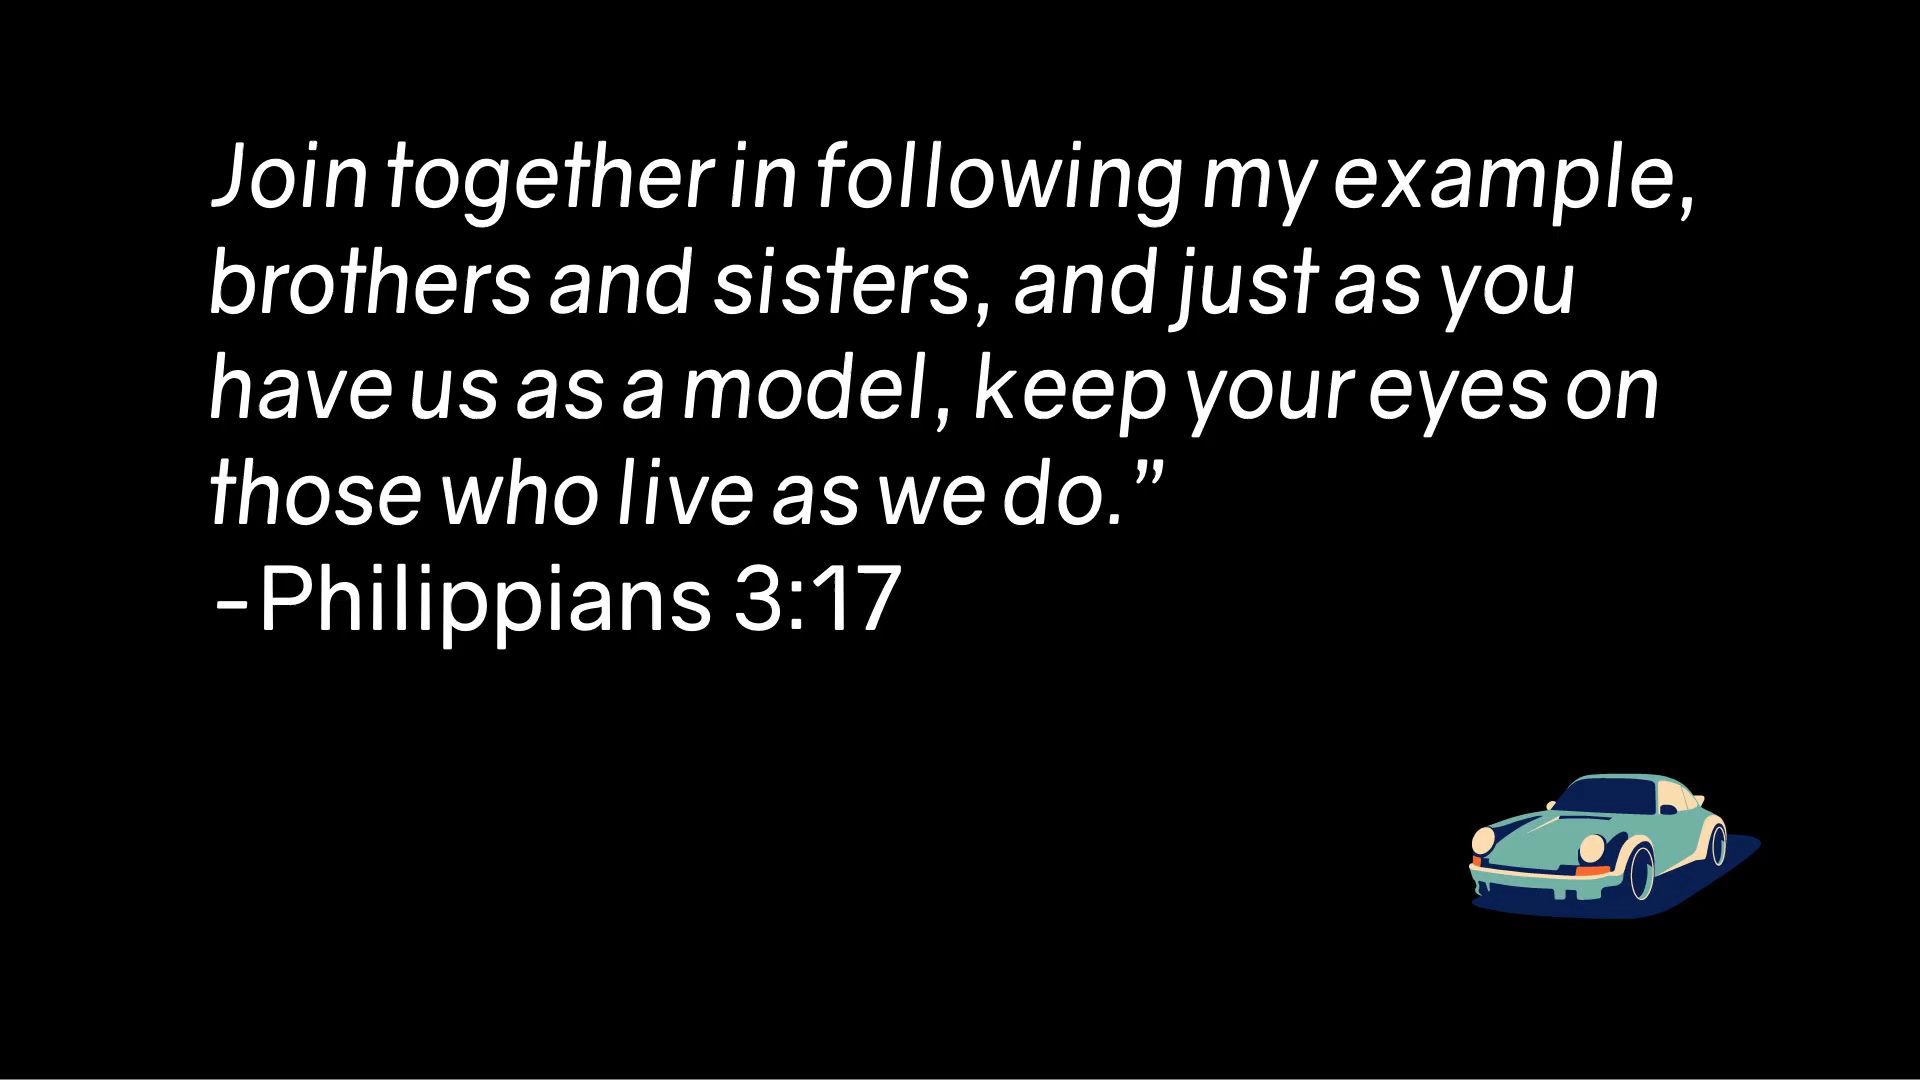 Join together in following my example,
brothers and sisters, and just as you
have us as a model, keep your eyes on
those who live as we do.”
-Philippians 3:17